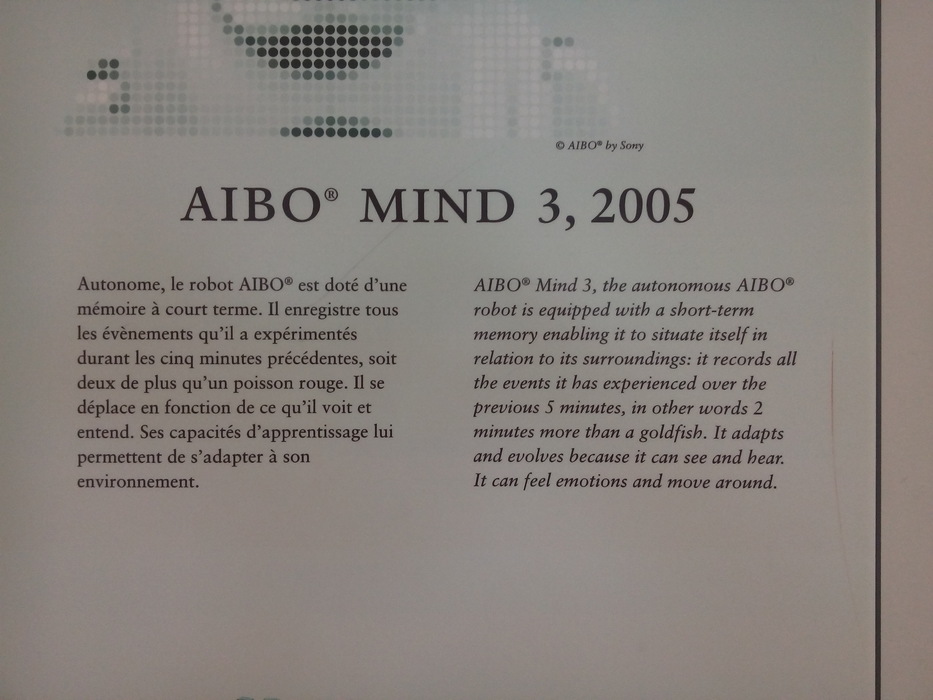 © AIBO® by Sony
AIBO® MIND 3, 2005
Autonome, le robot AIBO® est doté d'une
mémoire à court terme. Il enregistre tous
les évènements qu'il a expérimentés
durant les cinq minutes précédentes, soit
deux de plus qu'un poisson rouge. Il se
déplace en fonction de ce qu'il voit et
entend. Ses capacités d'apprentissage lui
permettent de s'adapter à son
environnement.
AIBO® Mind 3, the autonomous AIBO®
robot is equipped with a short-term
memory enabling it to situate itself in
relation to its surroundings: it records all
the events it has experienced over the
previous 5 minutes, in other words 2
minutes more than a goldfish. It adapts
and evolves because it can see and hear.
It can feel emotions and move around.